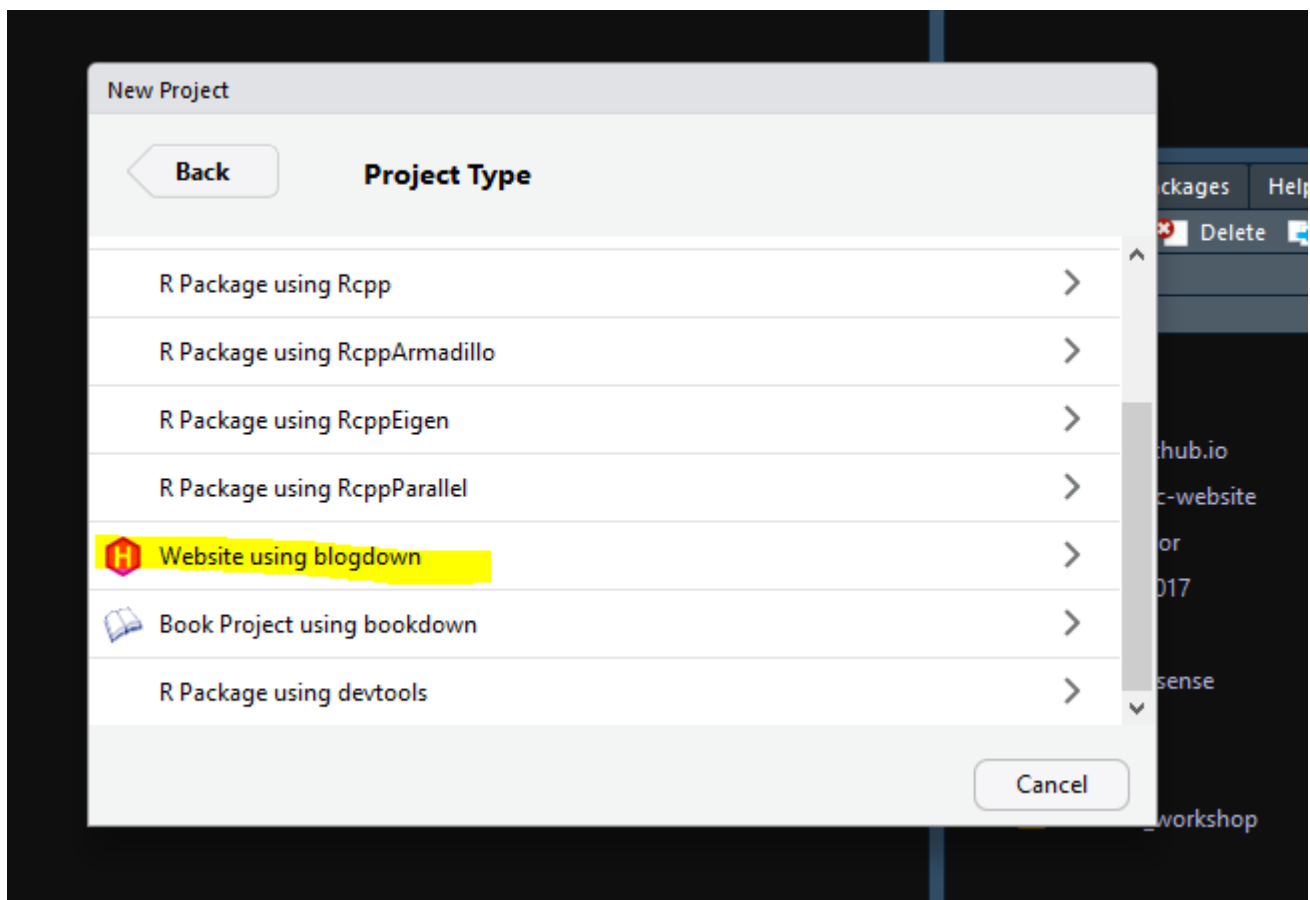 New Project
Back
Project Type
ckages
Help
Delete
R Package using Rcpp
R Package using RcppArmadillo
R Package using RcppEigen
R Package using RcppParallel
H
Website using blogdown
Book Project using bookdown
R Package using devtools
Cancel
hub.io
c-website
or
017
sense
_workshop